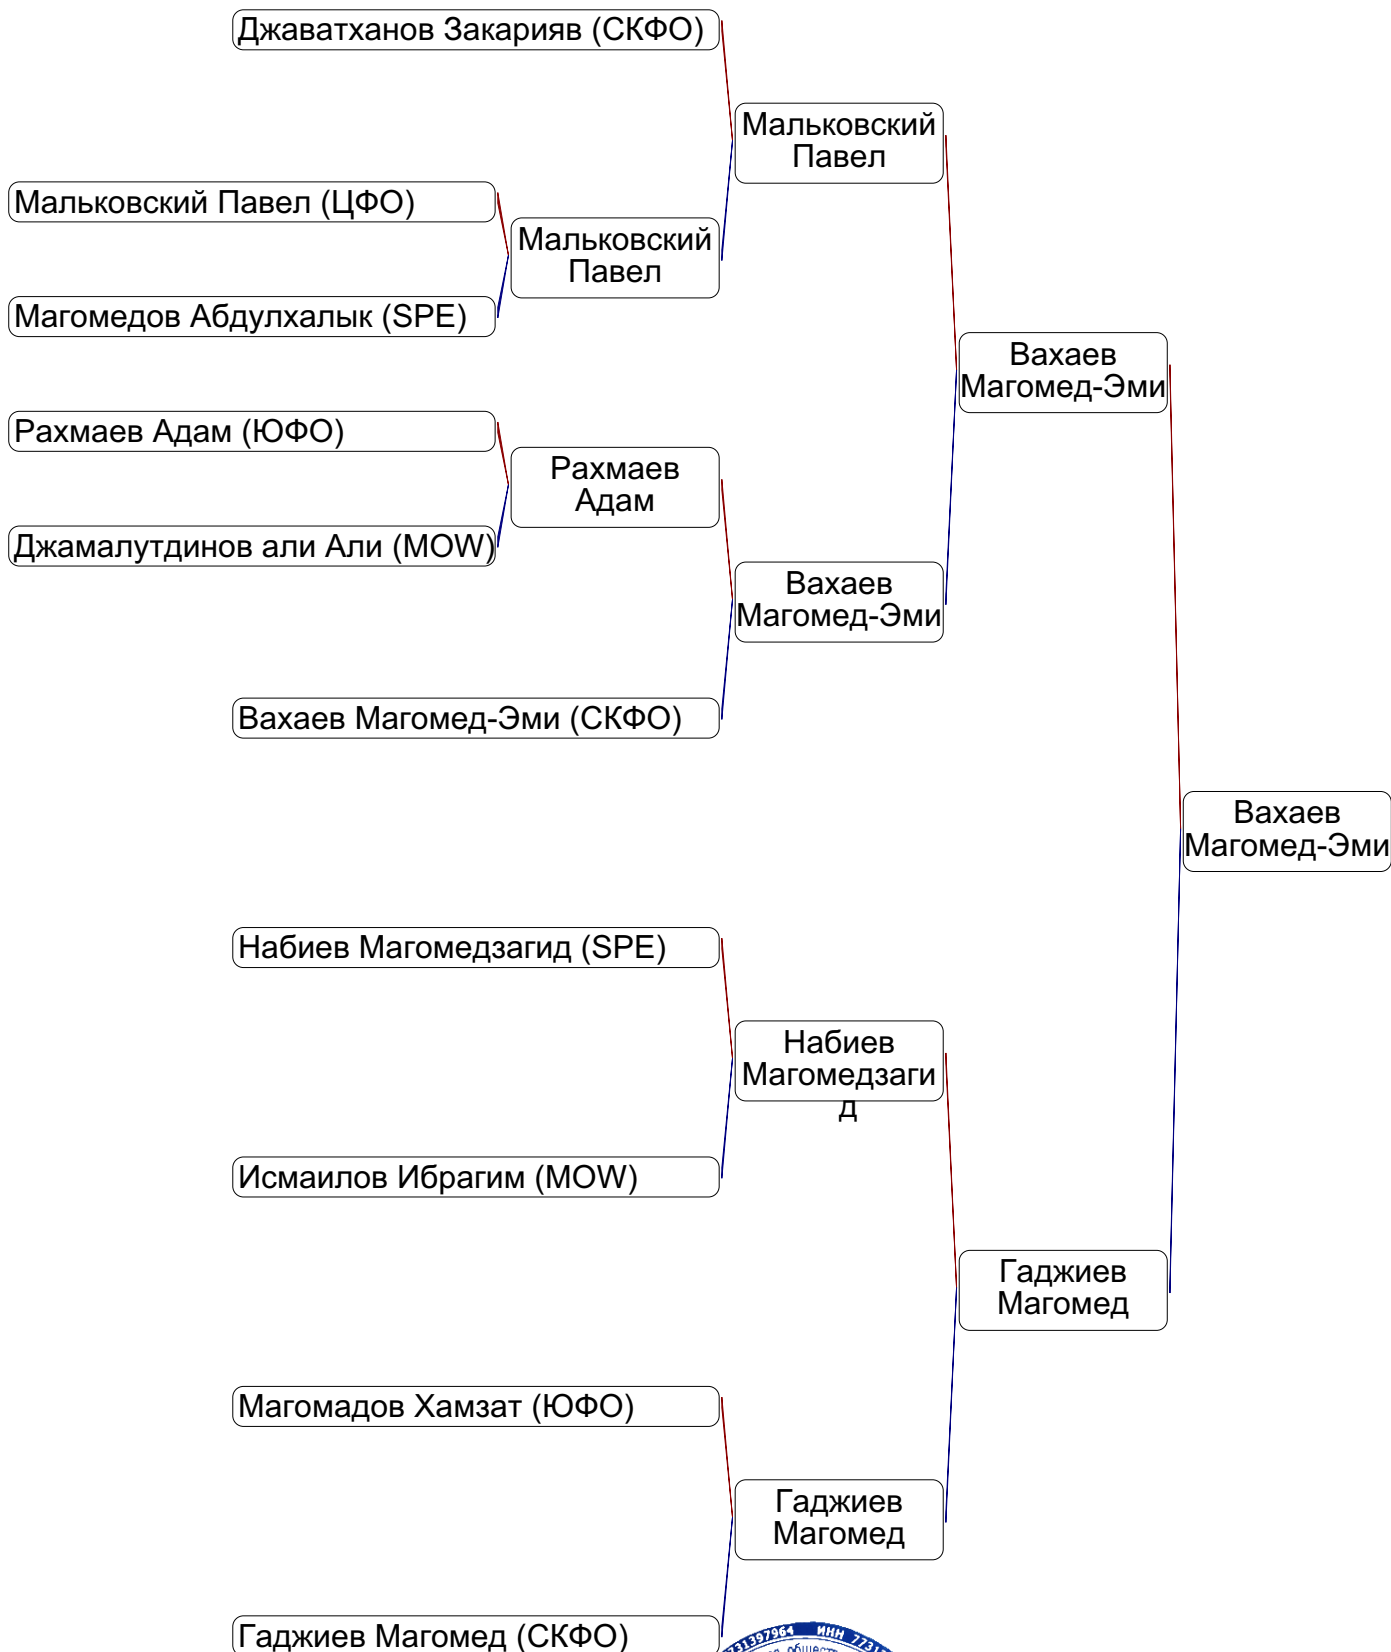 Джаватханов Закарияв (СКФО)
Мальковский
Павел
Мальковский Павел (ЦФО)
Мальковский
Павел
Магомедов Абдулхалык (SPE)
Вахаев
Магомед-Эми
Рахмаев Адам (ЮФО)
Рахмаев
Адам
Джамалутдинов али Али (MOW)
Вахаев
Магомед-Эми
Вахаев Магомед-Эми (СКФО)
Вахаев
Магомед-Эми
Набиев Магомедзагид (SPE)
Набиев
Магомедзаги
д
Исмаилов Ибрагим (MOW)
Гаджиев
Магомед
Магомадов Хамзат (ЮФО)
Гаджиев
Магомед
Гаджиев Магомед (СКФО)
ИНН